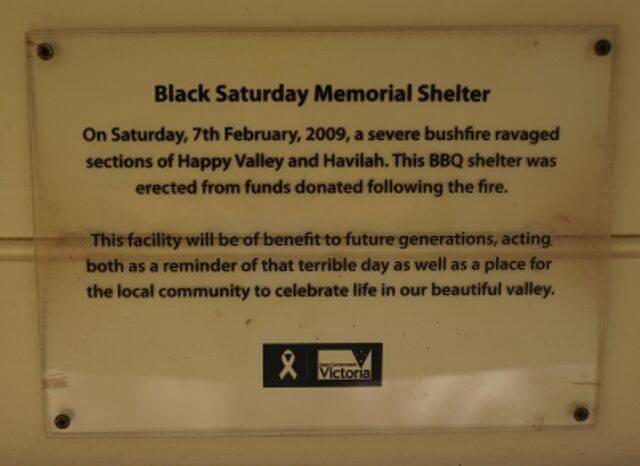 Black Saturday Memorial Shelter
On Saturday, 7th February, 2009, a severe bushfire ravaged
sections of Happy Valley and Havilah. This BBQ shelter was
erected from funds donated following the fire.
This facility will be of benefit to future generations, acting
both as a reminder of that terrible day as well as a place for
the local community to celebrate life in our beautiful valley.
Victoria